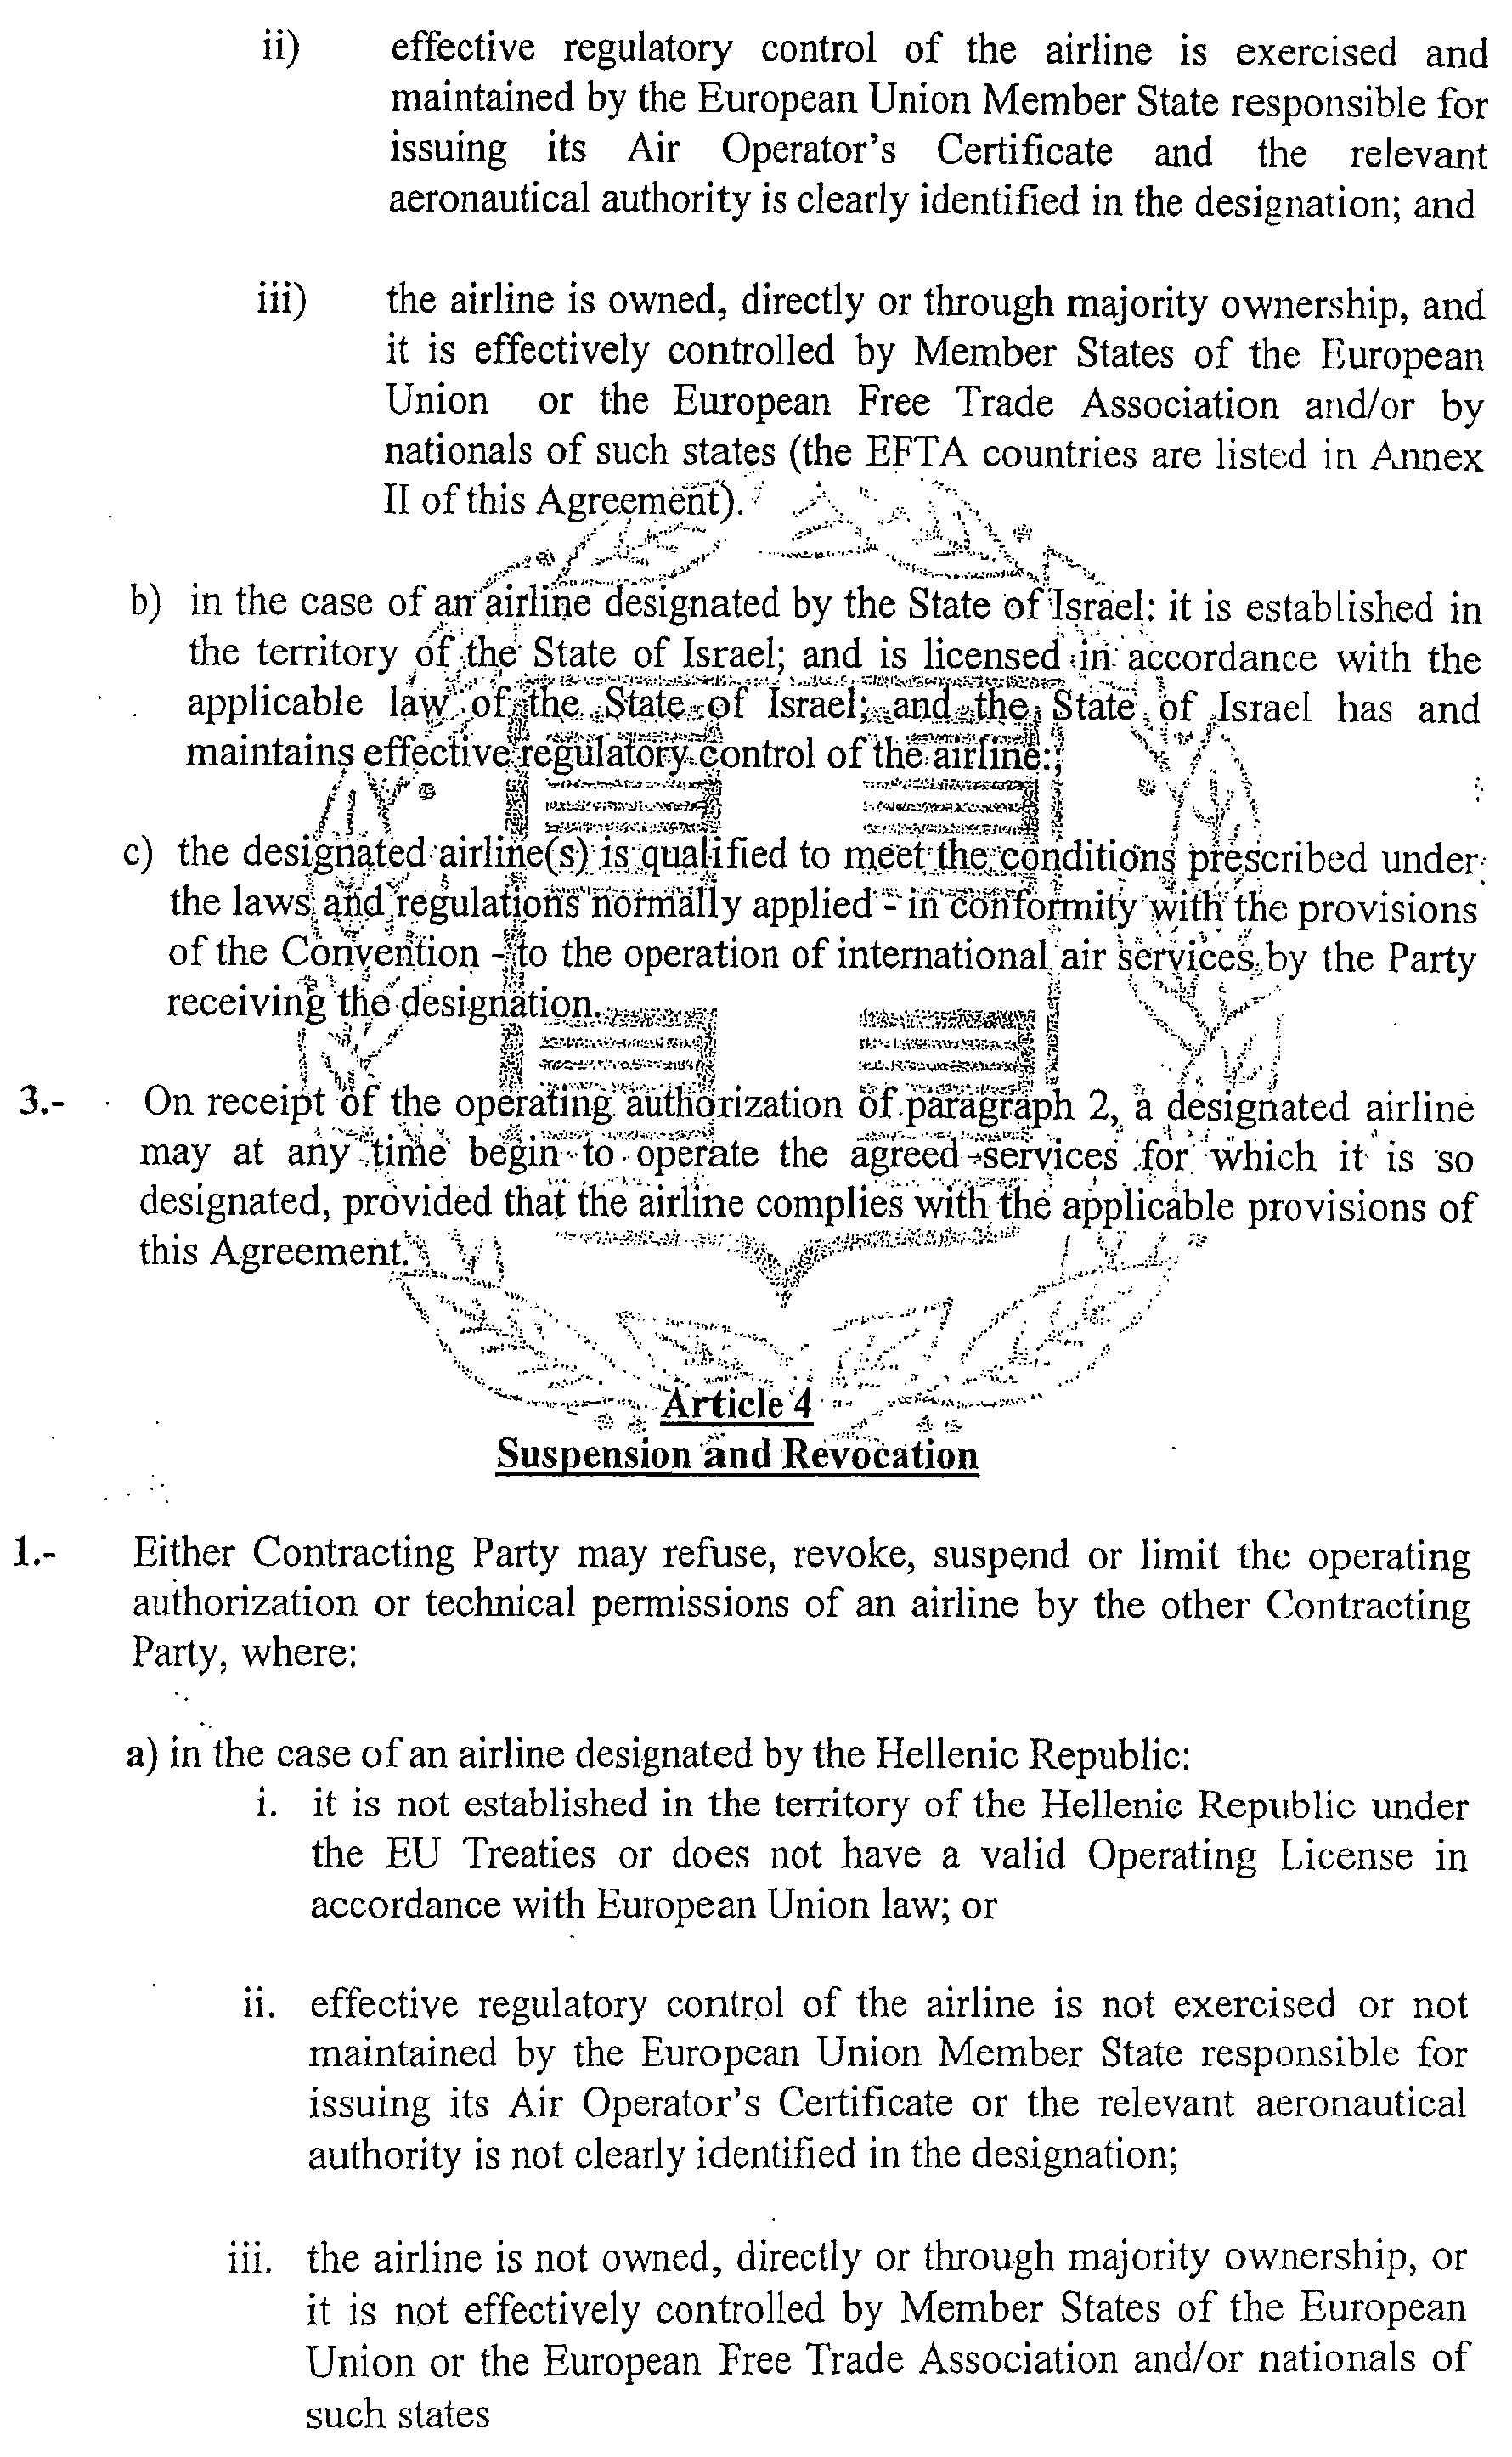 ii) effective regulatory control of the airline is exercised and
maintained by the European Union Member State responsible for
issuing its Air Operator's Certificate and the relevant
aeronautical authority is clearly identified in the designation; and
iii) the airline is owned, directly or through majority ownership, and
it is effectively controlled by Member States of the European
Union or the European Free Trade Association and/or by
nationals of such states (the EFTA countries are listed in Annex
II of this Agreement).
b) in the case of an airline designated by the State of Israel: it is established in
the territory of the State of Israel; and is licensed in accordance with the
applicable law of the State of Israel; and the State of Israel has and
maintains effective regulatory control of the airline:
c) the designated airline(s) is qualified to meet the conditions prescribed under
the laws and regulations normally applied - in conformity with the provisions
of the Convention - to the operation of international air services by the Party
receiving the designation.
3.- On receipt of the operating authorization of paragraph 2, a designated airline
may at any time begin to operate the agreed services for which it is so
designated, provided that the airline complies with the applicable provisions of
this Agreement.
Article 4
Suspension and Revocation
1.- Either Contracting Party may refuse, revoke, suspend or limit the operating
authorization or technical permissions of an airline by the other Contracting
Party, where:
a) in the case of an airline designated by the Hellenic Republic:
i. it is not established in the territory of the Hellenic Republic under
the EU Treaties or does not have a valid Operating License in
accordance with European Union law; or
ii. effective regulatory control of the airline is not exercised or not
maintained by the European Union Member State responsible for
issuing its Air Operator's Certificate or the relevant aeronautical
authority is not clearly identified in the designation;
iii. the airline is not owned, directly or through majority ownership, or
it is not effectively controlled by Member States of the European
Union or the European Free Trade Association and/or nationals of
such states